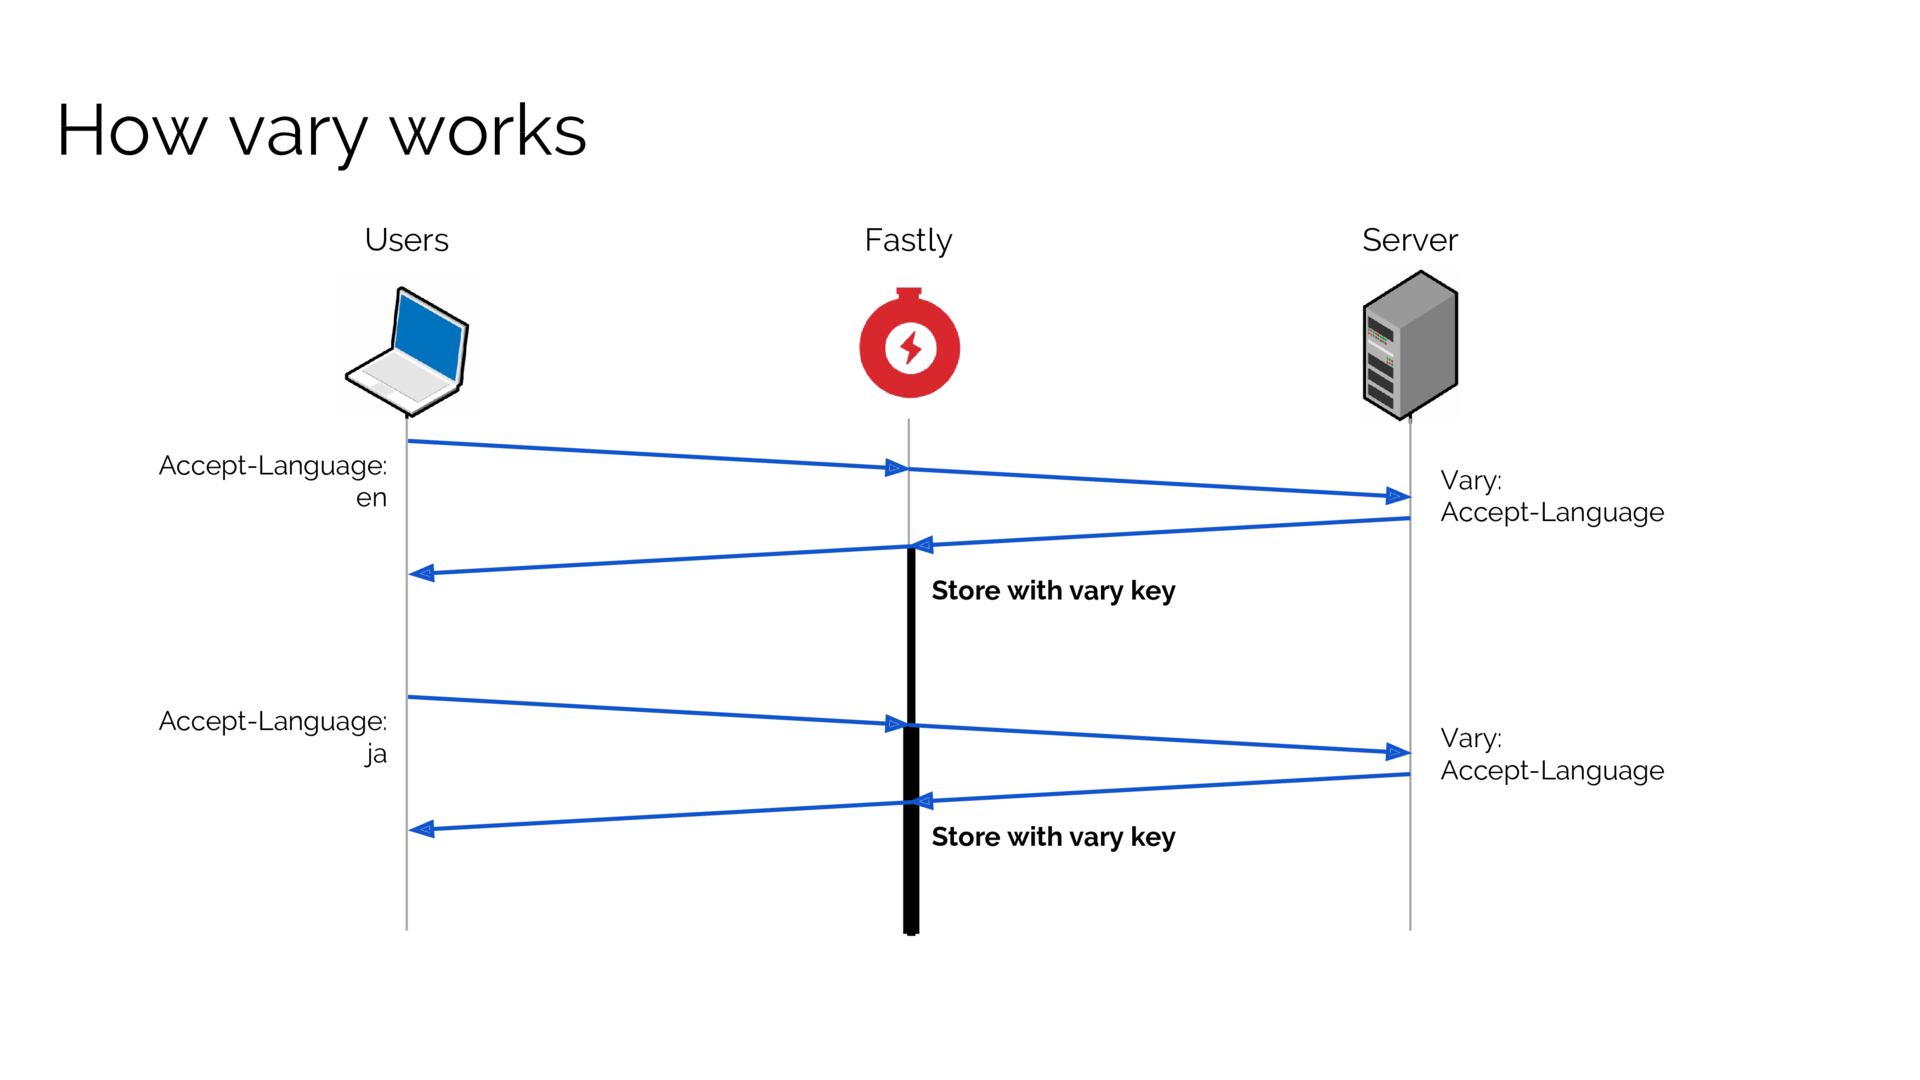 How vary works
Users
Fastly
Server
Accept-Language:
en
Vary:
Accept-Language
Store with vary key
Accept-Language:
ja
Vary:
Accept-Language
Store with vary key